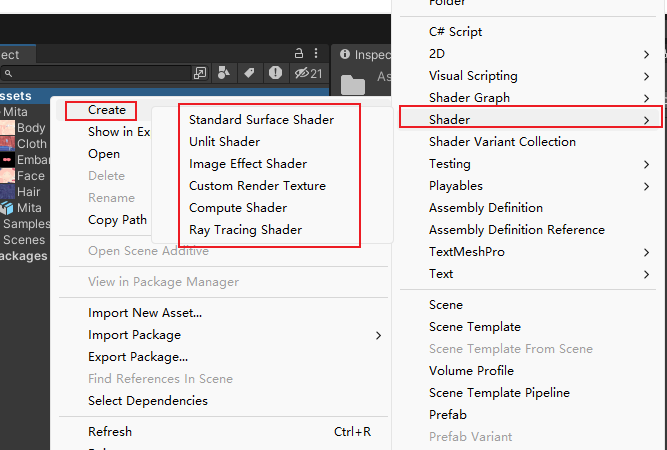 Folder
ect
Inspec
21
ssets
As
Mita
Body
Cloth
Embar
Face
Hair
Mita
Samples
Scenes
ackages
Create
Show in Ex
Open
Delete
Rename
Copy Path
Open Scene Additive
View in Package Manager
Import New Asset...
Import Package
Export Package...
Find References In Scene
Select Dependencies
Refresh Ctrl+R
Standard Surface Shader
Unlit Shader
Image Effect Shader
Custom Render Texture
Compute Shader
Ray Tracing Shader
C# Script
2D
Visual Scripting
Shader Graph
Shader
Shader Variant Collection
Testing
Playables
Assembly Definition
Assembly Definition Reference
TextMeshPro
Text
Scene
Scene Template
Scene Template From Scene
Volume Profile
Scene Template Pipeline
Prefab
Prefab Variant